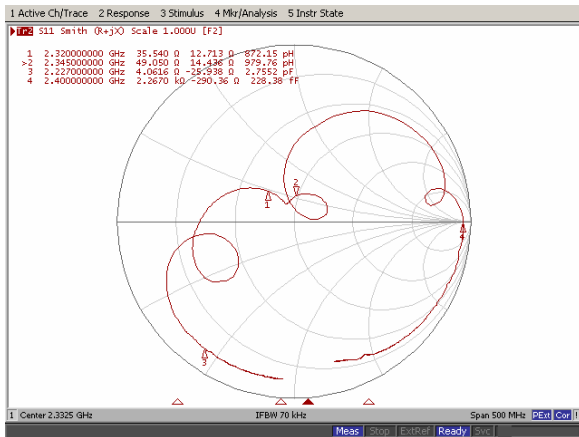 1 Active Ch/Trace 2 Response 3 Stimulus 4 Mkr/Analysis 5 Instr State
Tr2 S11 Smith (R+jX) Scale 1.000U [F2]
1 2.320000000 GHz 35.540 Ω 12.713 Ω 872.15 pH
>2 2.345000000 GHz 49.050 Ω 14.436 Ω 979.76 pH
3 2.227000000 GHz 4.0616 Ω -25.938 Ω 2.7552 pF
4 2.400000000 GHz 2.2670 kΩ -290.36 Ω 228.38 fF
2
1
4
3
1 Center 2.3325 GHz IFBW 70 kHz Span 500 MHz PExt Cor !
Meas Stop ExtRef Ready Svc